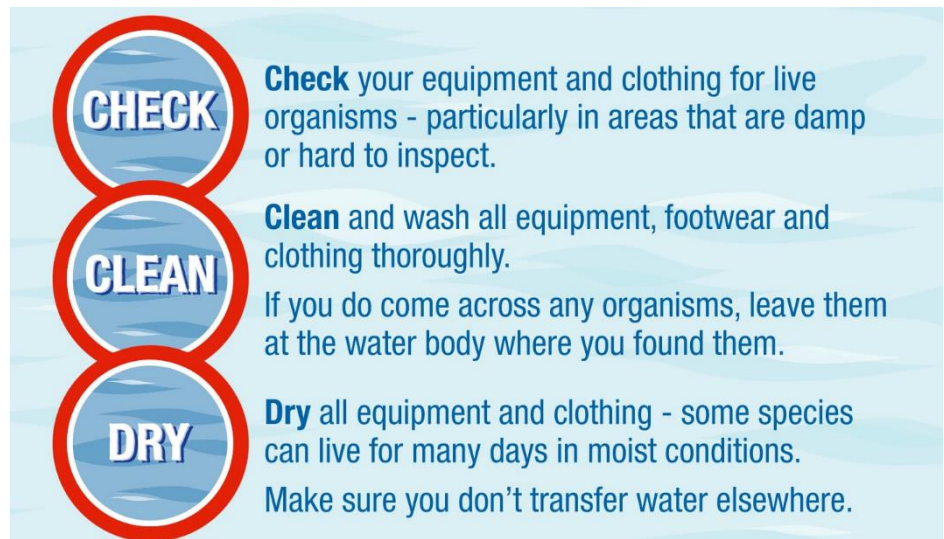 CHECK
Check your equipment and clothing for live
organisms - particularly in areas that are damp
or hard to inspect.
CLEAN
Clean and wash all equipment, footwear and
clothing thoroughly.
If you do come across any organisms, leave them
at the water body where you found them.
DRY
Dry all equipment and clothing - some species
can live for many days in moist conditions.
Make sure you don't transfer water elsewhere.